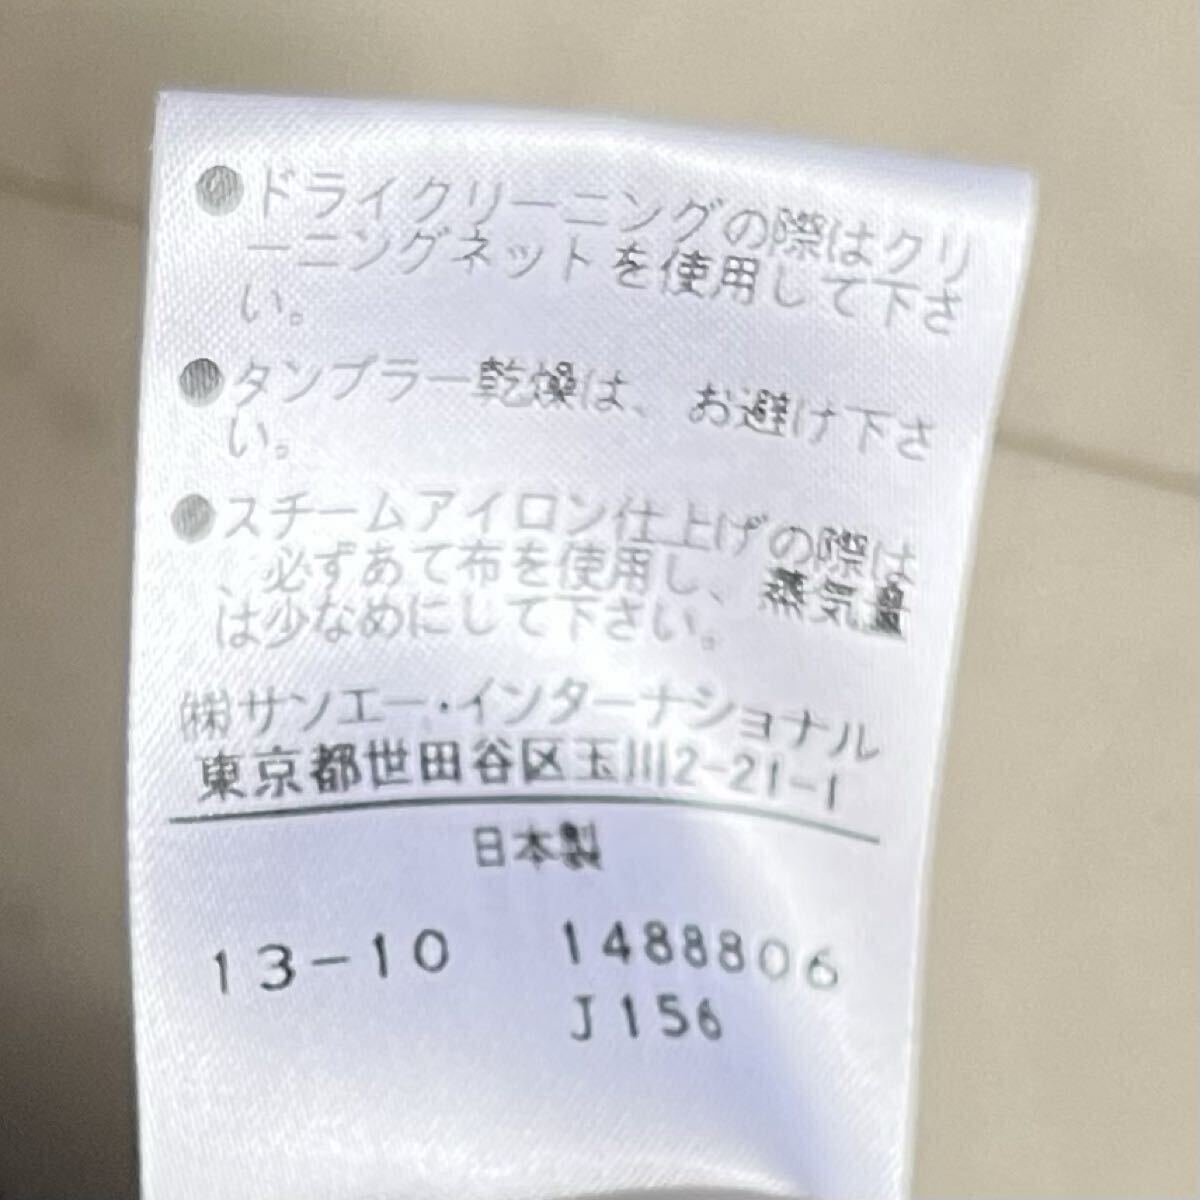 ●ドライクリーニングの際はクリ
ーニングネットを使用して下さ
い。
●タンブラー乾燥は、お避け下さ
い。
●スチームアイロン仕上げの際は
、必ずあて布を使用し、蒸気量
は少なめにして下さい。
㈱サンエー・インターナショナル
東京都世田谷区玉川2-21-1
日本製
13-10 1488806
J156